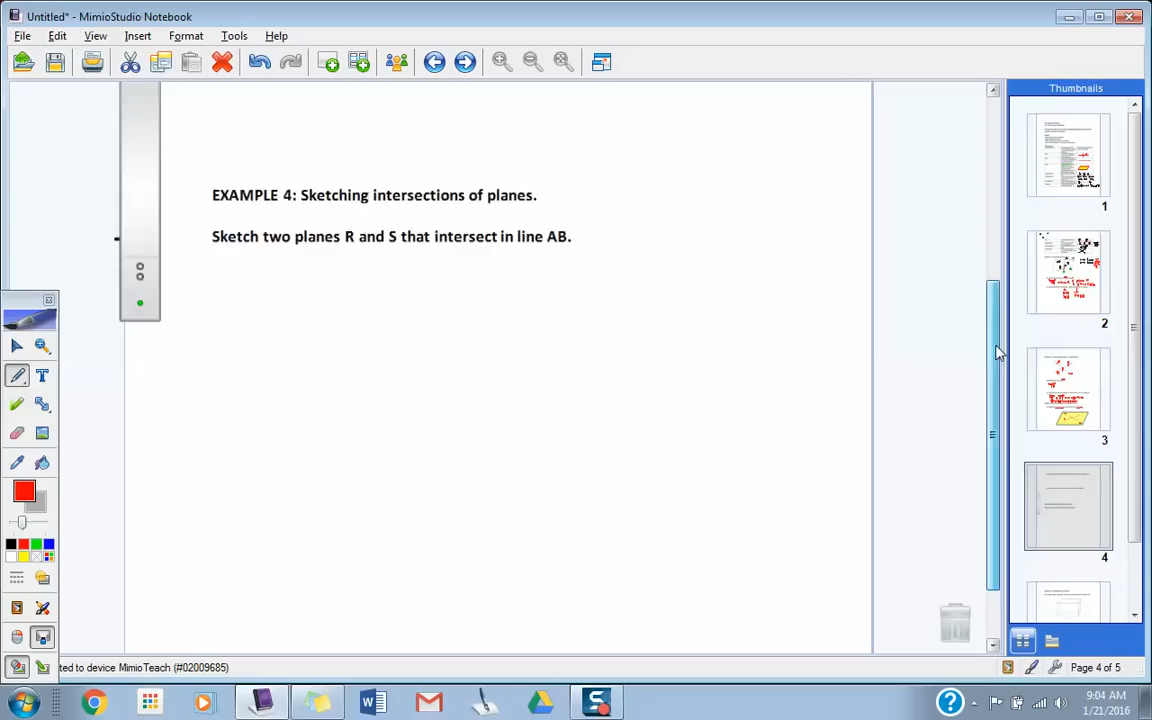 Untitled* - MimioStudio Notebook
File Edit View Insert Format Tools Help
Thumbnails
EXAMPLE 4: Sketching intersections of planes.
Sketch two planes R and S that intersect in line AB.
1
2
3
4
T
ted to device MimioTeach (#02009685)
Page 4 of 5
W
S
?
9:04 AM
1/21/2016